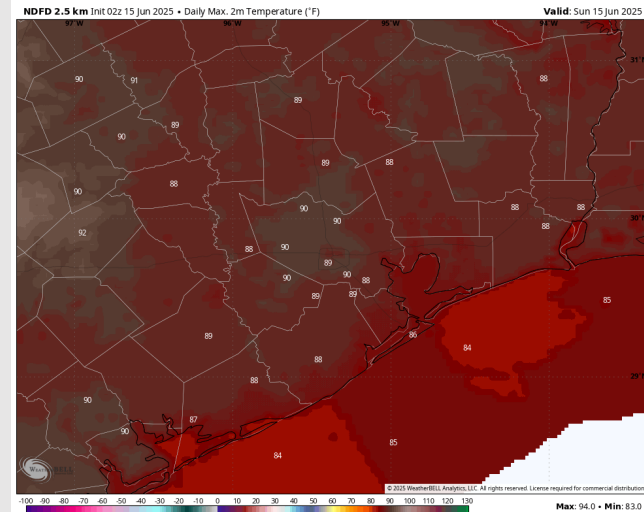 NDFD 2.5 km Init 02z 15 Jun 2025 • Daily Max. 2m Temperature (°F)
Valid: Sun 15 Jun 2025
97°W 96°W 95°W 94°W
31°N
90 91 88
89
89
90
89 88
88
90
90 88 88
90 30°N
92 88
88 90
89
90 90 88
89 89 85
86
89 84
88
29°N
88
90
87
90
85
84
WEATHERBELL
© 2025 WeatherBELL Analytics, LLC. All rights reserved. License required for commercial distribution
-100 -90 -80 -70 -60 -50 -40 -30 -20 -10 0 10 20 30 40 50 60 70 80 90 100 110 120 130
Max: 94.0 • Min: 83.0